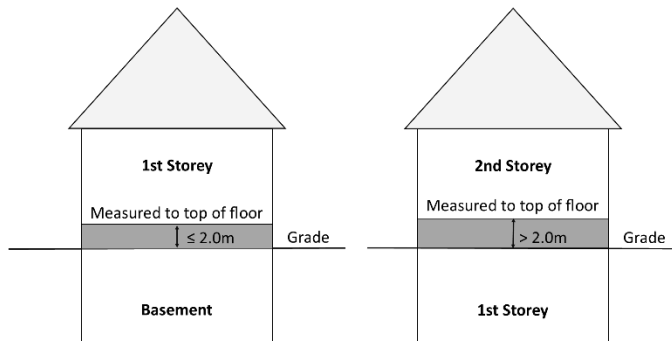 1st Storey
Measured to top of floor
≤ 2.0m
Grade
Basement
2nd Storey
Measured to top of floor
> 2.0m
Grade
1st Storey